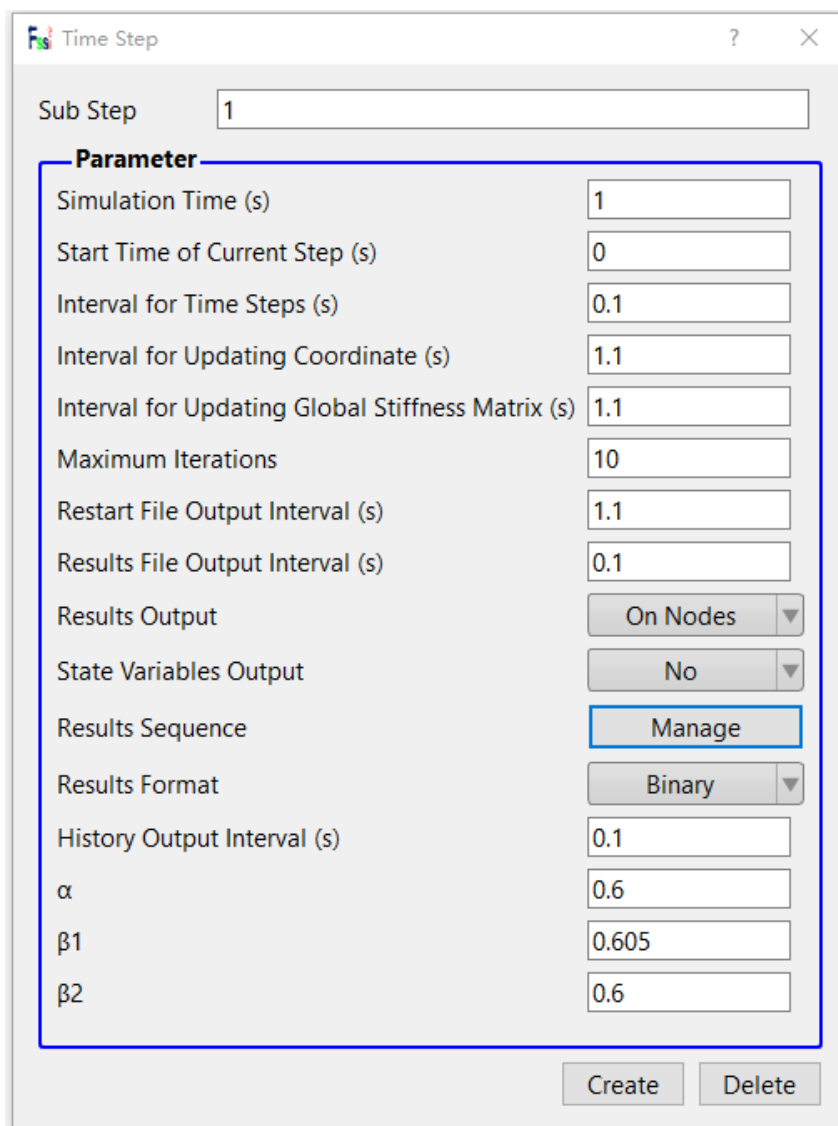 Fssi Time Step ? ×
Sub Step 1
Parameter
Simulation Time (s) 1
Start Time of Current Step (s) 0
Interval for Time Steps (s) 0.1
Interval for Updating Coordinate (s) 1.1
Interval for Updating Global Stiffness Matrix (s) 1.1
Maximum Iterations 10
Restart File Output Interval (s) 1.1
Results File Output Interval (s) 0.1
Results Output On Nodes
State Variables Output No
Results Sequence Manage
Results Format Binary
History Output Interval (s) 0.1
α 0.6
β1 0.605
β2 0.6
Create Delete